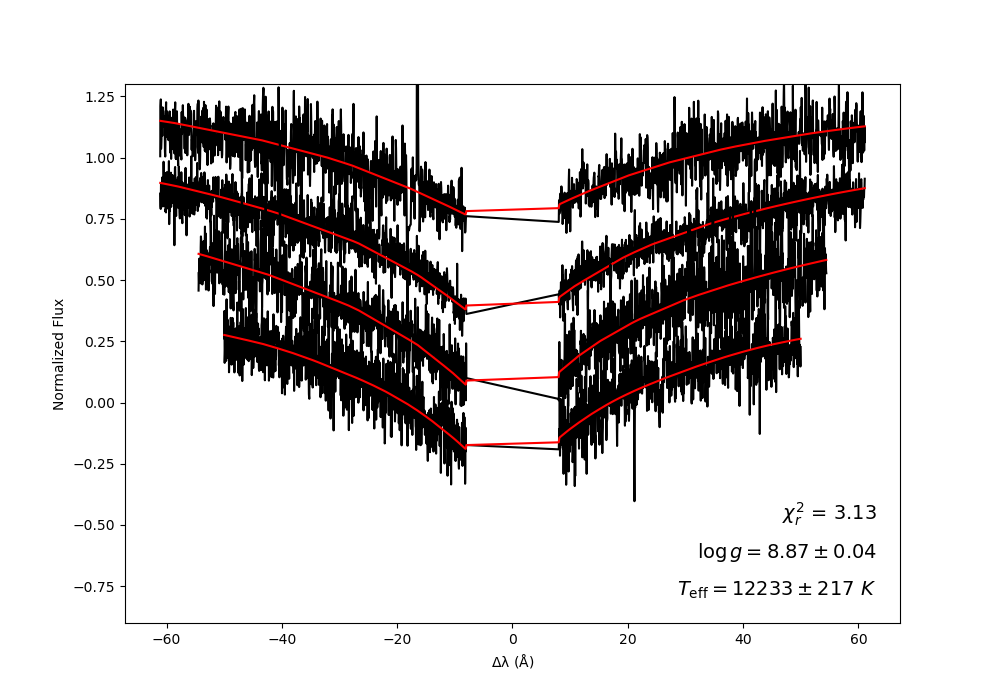 1.25
1.00
0.75
0.50
0.25
0.00
−0.25
−0.50
−0.75
Normalized Flux
χ²ᵣ = 3.13
log g = 8.87 ± 0.04
T_eff = 12233 ± 217 K
−60 −40 −20 0 20 40 60
Δλ (Å)